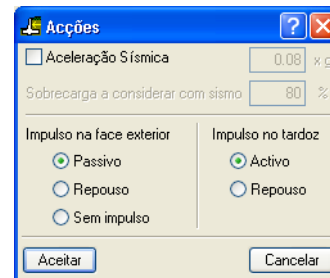 Acções
Aceleração Sísmica 0.08 x g
Sobrecarga a considerar com sismo 80 %
Impulso na face exterior Impulso no tardoz
Passivo Activo
Repouso Repouso
Sem impulso
Aceitar Cancelar